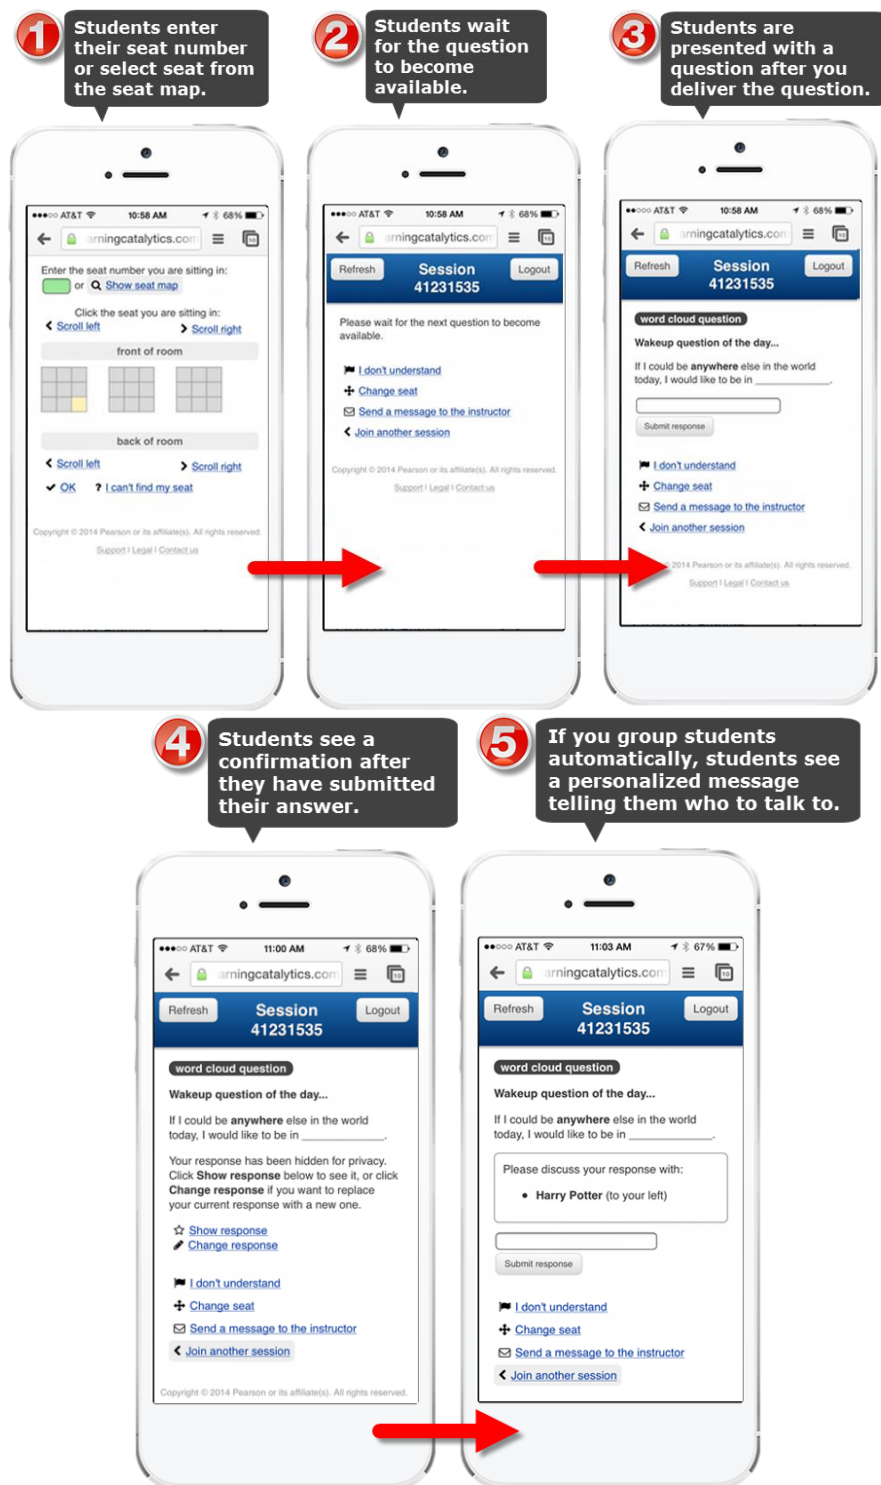 1
Students enter
their seat number
or select seat from
the seat map.
AT&T 10:58 AM 68%
arningcatalytics.com
10
Enter the seat number you are sitting in:
or Show seat map
Click the seat you are sitting in:
Scroll left Scroll right
front of room
back of room
Scroll left Scroll right
OK ? I can't find my seat
Copyright © 2014 Pearson or its affiliate(s). All rights reserved.
Support | Legal | Contact us
2
Students wait
for the question
to become
available.
AT&T 10:58 AM 68%
arningcatalytics.com
10
Refresh Session Logout
41231535
Please wait for the next question to become
available.
I don't understand
Change seat
Send a message to the instructor
Join another session
Copyright © 2014 Pearson or its affiliate(s). All rights reserved.
Support | Legal | Contact us
3
Students are
presented with a
question after you
deliver the question.
AT&T 10:58 AM 68%
arningcatalytics.com
10
Refresh Session Logout
41231535
word cloud question
Wakeup question of the day...
If I could be anywhere else in the world
today, I would like to be in ____________.
Submit response
I don't understand
Change seat
Send a message to the instructor
Join another session
2014 Pearson or its affiliate(s). All rights reserved.
Support | Legal | Contact us
4
Students see a
confirmation after
they have submitted
their answer.
AT&T 11:00 AM 68%
arningcatalytics.com
10
Refresh Session Logout
41231535
word cloud question
Wakeup question of the day...
If I could be anywhere else in the world
today, I would like to be in ____________.
Your response has been hidden for privacy.
Click Show response below to see it, or click
Change response if you want to replace
your current response with a new one.
Show response
Change response
I don't understand
Change seat
Send a message to the instructor
Join another session
Copyright © 2014 Pearson or its affiliate(s). All rights reserved.
5
If you group students
automatically, students see
a personalized message
telling them who to talk to.
AT&T 11:03 AM 67%
arningcatalytics.com
10
Refresh Session Logout
41231535
word cloud question
Wakeup question of the day...
If I could be anywhere else in the world
today, I would like to be in ____________.
Please discuss your response with:
• Harry Potter (to your left)
Submit response
I don't understand
Change seat
Send a message to the instructor
Join another session